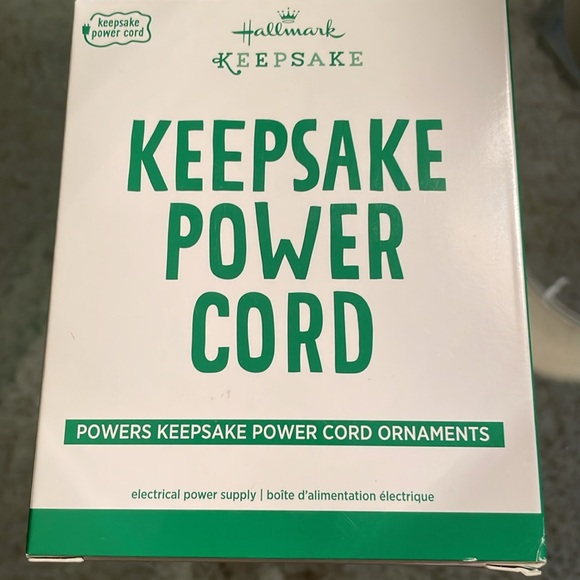 keepsake
power cord
Hallmark
KEEPSAKE
KEEPSAKE
POWER
CORD
POWERS KEEPSAKE POWER CORD ORNAMENTS
electrical power supply | boîte d'alimentation électrique